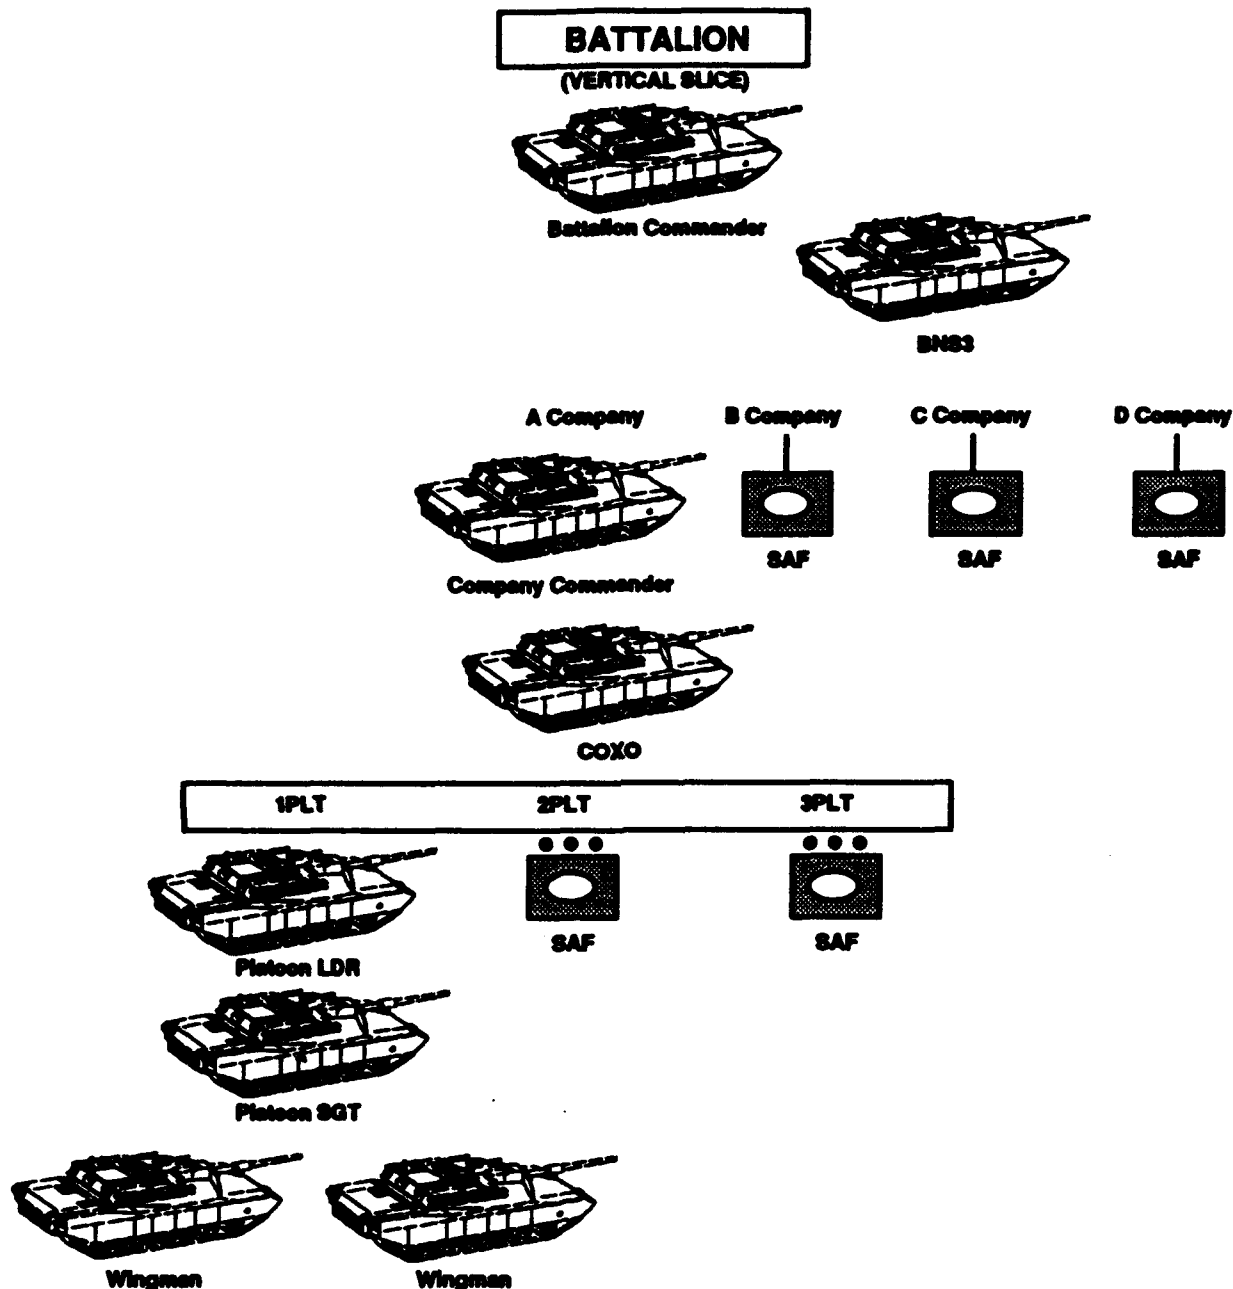 BATTALION
(VERTICAL SLICE)
Battalion Commander
BNS3
A Company B Company C Company D Company
SAF SAF SAF
Company Commander
COXO
1PLT 2PLT 3PLT
SAF SAF
Platoon LDR
Platoon SGT
Wingman Wingman